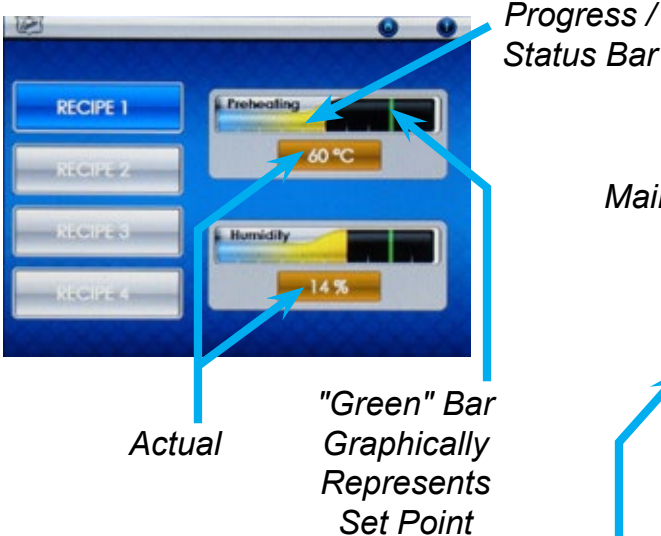 Progress /
Status Bar
RECIPE 1
RECIPE 2
RECIPE 3
RECIPE 4
Preheating
60 °C
Humidity
14 %
Actual
"Green" Bar
Graphically
Represents
Set Point